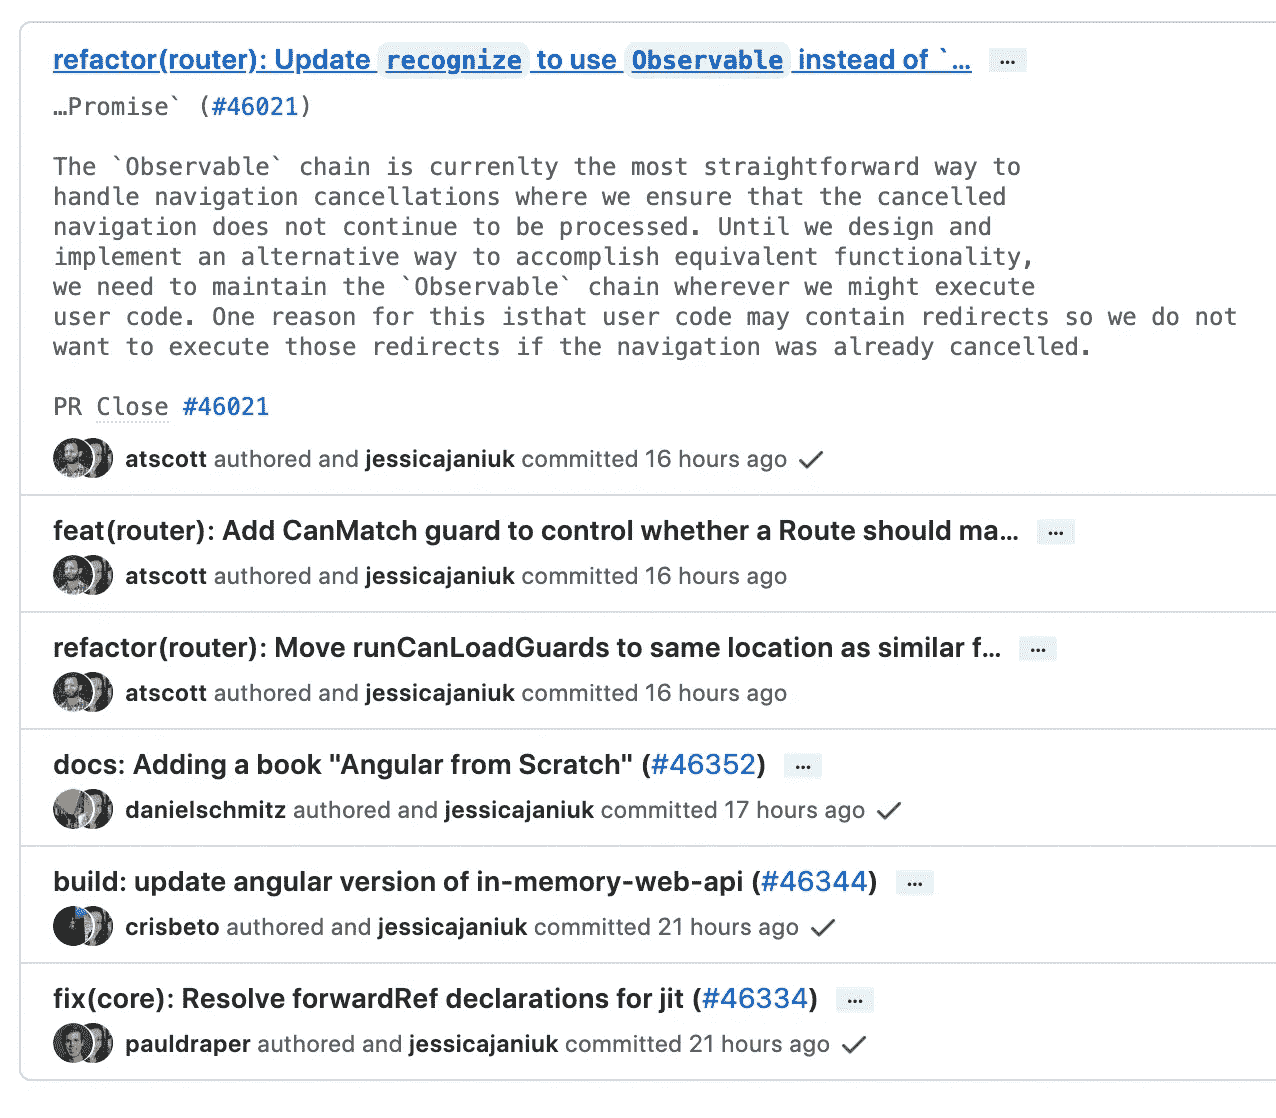 refactor(router): Update recognize to use Observable instead of `… …
…Promise` (#46021)
The `Observable` chain is currenlty the most straightforward way to
handle navigation cancellations where we ensure that the cancelled
navigation does not continue to be processed. Until we design and
implement an alternative way to accomplish equivalent functionality,
we need to maintain the `Observable` chain wherever we might execute
user code. One reason for this isthat user code may contain redirects so we do not
want to execute those redirects if the navigation was already cancelled.
PR Close #46021
atscott authored and jessicajaniuk committed 16 hours ago
feat(router): Add CanMatch guard to control whether a Route should ma… …
atscott authored and jessicajaniuk committed 16 hours ago
refactor(router): Move runCanLoadGuards to same location as similar f… …
atscott authored and jessicajaniuk committed 16 hours ago
docs: Adding a book "Angular from Scratch" (#46352) …
danielschmitz authored and jessicajaniuk committed 17 hours ago
build: update angular version of in-memory-web-api (#46344) …
crisbeto authored and jessicajaniuk committed 21 hours ago
fix(core): Resolve forwardRef declarations for jit (#46334) …
pauldraper authored and jessicajaniuk committed 21 hours ago